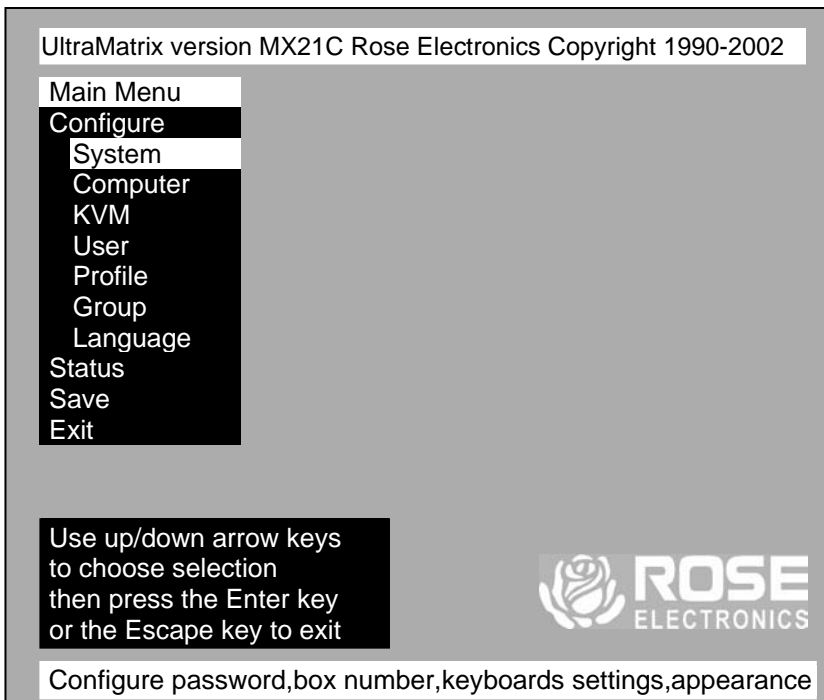 UltraMatrix version MX21C Rose Electronics Copyright 1990-2002
Main Menu
Configure
System
Computer
KVM
User
Profile
Group
Language
Status
Save
Exit
Use up/down arrow keys
to choose selection
then press the Enter key
or the Escape key to exit
ROSE
ELECTRONICS
Configure password,box number,keyboards settings,appearance